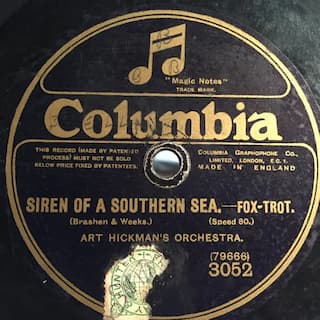 "Magic Notes"
TRADE MARK.
Columbia
THIS RECORD (MADE BY PATENTED
PROCESS) MUST NOT BE SOLD
BELOW PRICE FIXED BY PATENTEES.
COLUMBIA GRAPHOPHONE CO.,
LIMITED, LONDON, E.C.1.
MADE IN ENGLAND
SIREN OF A SOUTHERN SEA.—FOX-TROT.
(Brashen & Weeks.) (Speed 80.)
ART HICKMAN'S ORCHESTRA.
(79666)
3052